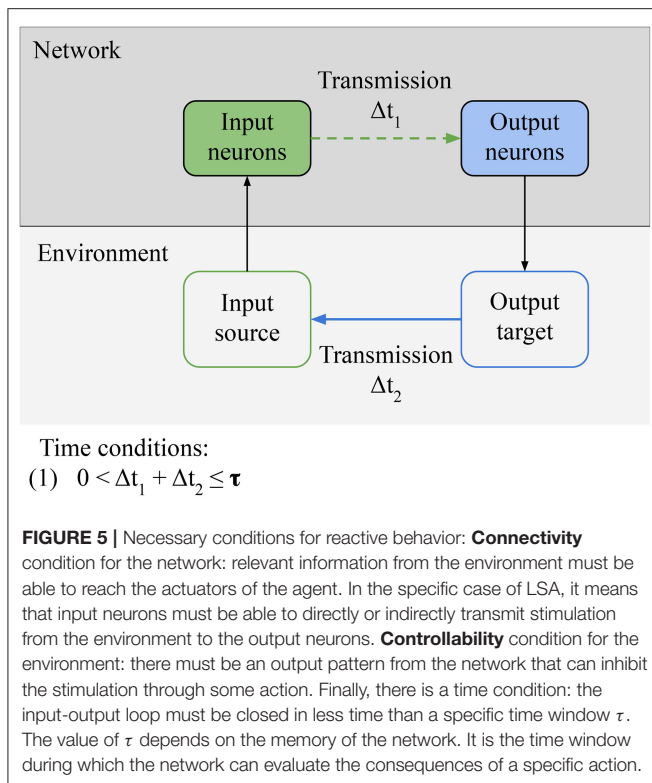 Network
Transmission
Δt₁
Input
neurons
Output
neurons
Environment
Input
source
Output
target
Transmission
Δt₂
Time conditions:
(1) 0 < Δt₁ + Δt₂ ≤ τ
FIGURE 5 | Necessary conditions for reactive behavior: Connectivity
condition for the network: relevant information from the environment must be
able to reach the actuators of the agent. In the specific case of LSA, it means
that input neurons must be able to directly or indirectly transmit stimulation
from the environment to the output neurons. Controllability condition for the
environment: there must be an output pattern from the network that can inhibit
the stimulation through some action. Finally, there is a time condition: the
input-output loop must be closed in less time than a specific time window τ.
The value of τ depends on the memory of the network. It is the time window
during which the network can evaluate the consequences of a specific action.